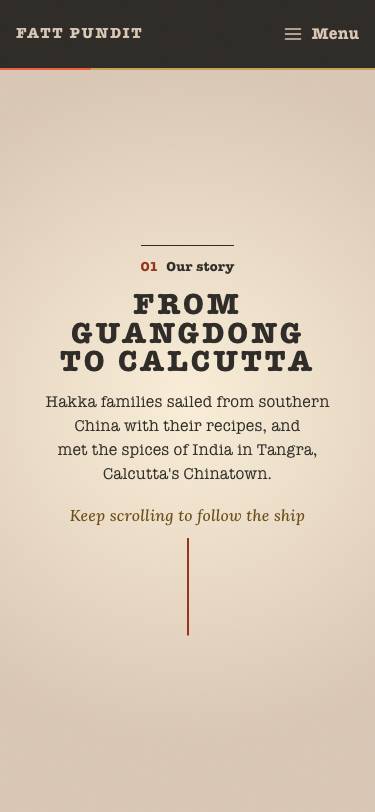 FATT PUNDIT
Menu
01 Our story
FROM
GUANGDONG
TO CALCUTTA
Hakka families sailed from southern
China with their recipes, and
met the spices of India in Tangra,
Calcutta's Chinatown.
Keep scrolling to follow the ship